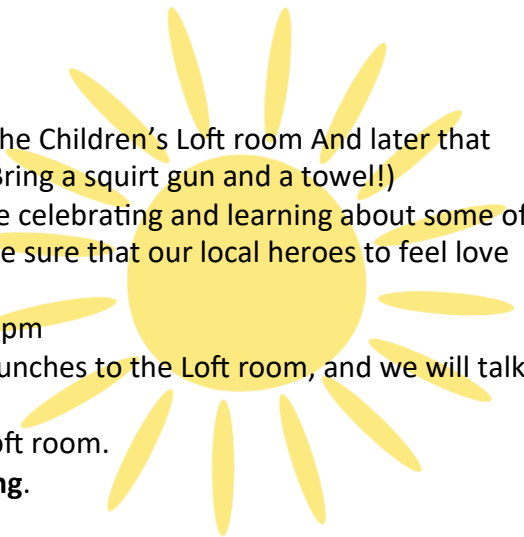 he Children's Loft room And later that
Bring a squirt gun and a towel!)
e celebrating and learning about some of
e sure that our local heroes to feel love
pm
unches to the Loft room, and we will talk
oft room.
ng.